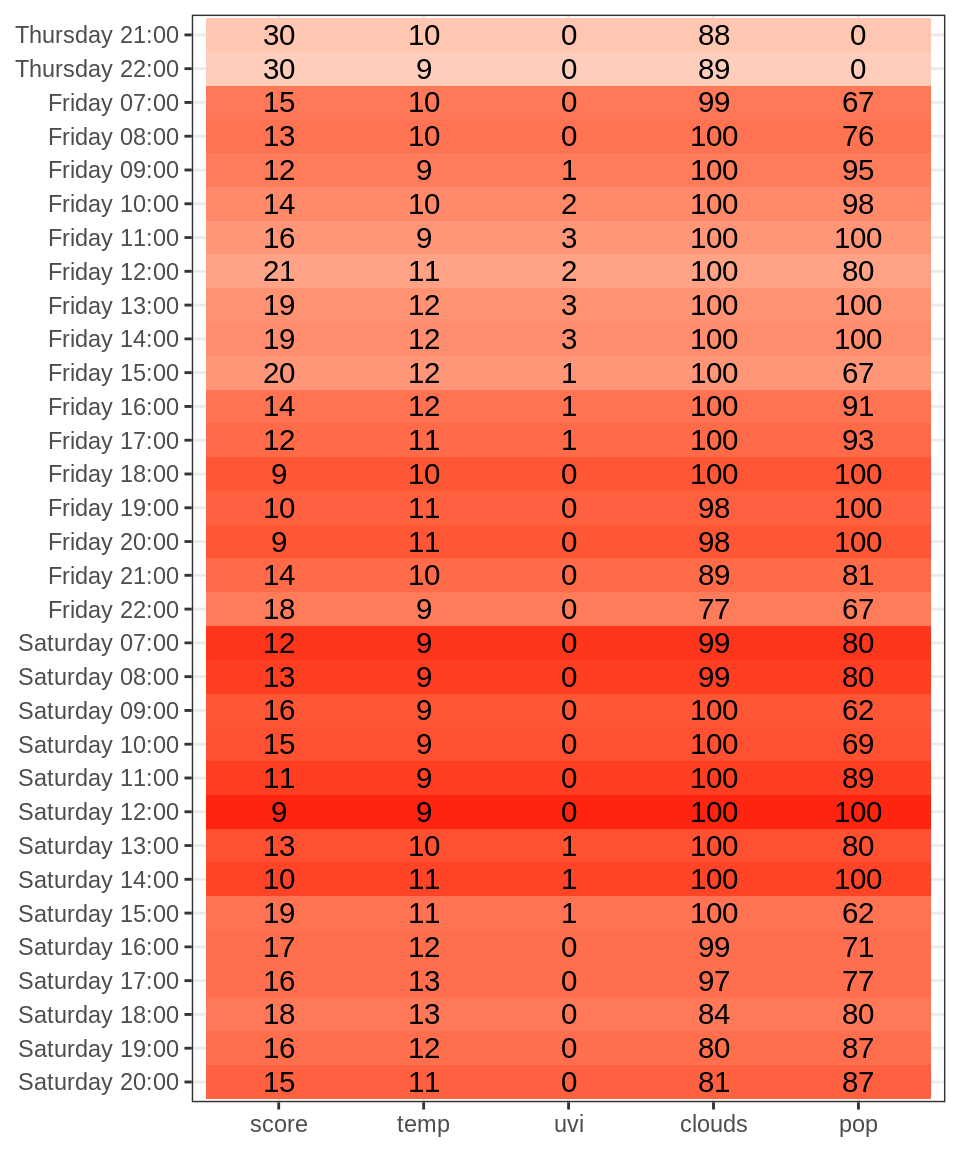 Thursday 21:00 30 10 0 88 0
Thursday 22:00 30 9 0 89 0
Friday 07:00 15 10 0 99 67
Friday 08:00 13 10 0 100 76
Friday 09:00 12 9 1 100 95
Friday 10:00 14 10 2 100 98
Friday 11:00 16 9 3 100 100
Friday 12:00 21 11 2 100 80
Friday 13:00 19 12 3 100 100
Friday 14:00 19 12 3 100 100
Friday 15:00 20 12 1 100 67
Friday 16:00 14 12 1 100 91
Friday 17:00 12 11 1 100 93
Friday 18:00 9 10 0 100 100
Friday 19:00 10 11 0 98 100
Friday 20:00 9 11 0 98 100
Friday 21:00 14 10 0 89 81
Friday 22:00 18 9 0 77 67
Saturday 07:00 12 9 0 99 80
Saturday 08:00 13 9 0 99 80
Saturday 09:00 16 9 0 100 62
Saturday 10:00 15 9 0 100 69
Saturday 11:00 11 9 0 100 89
Saturday 12:00 9 9 0 100 100
Saturday 13:00 13 10 1 100 80
Saturday 14:00 10 11 1 100 100
Saturday 15:00 19 11 1 100 62
Saturday 16:00 17 12 0 99 71
Saturday 17:00 16 13 0 97 77
Saturday 18:00 18 13 0 84 80
Saturday 19:00 16 12 0 80 87
Saturday 20:00 15 11 0 81 87
score temp uvi clouds pop